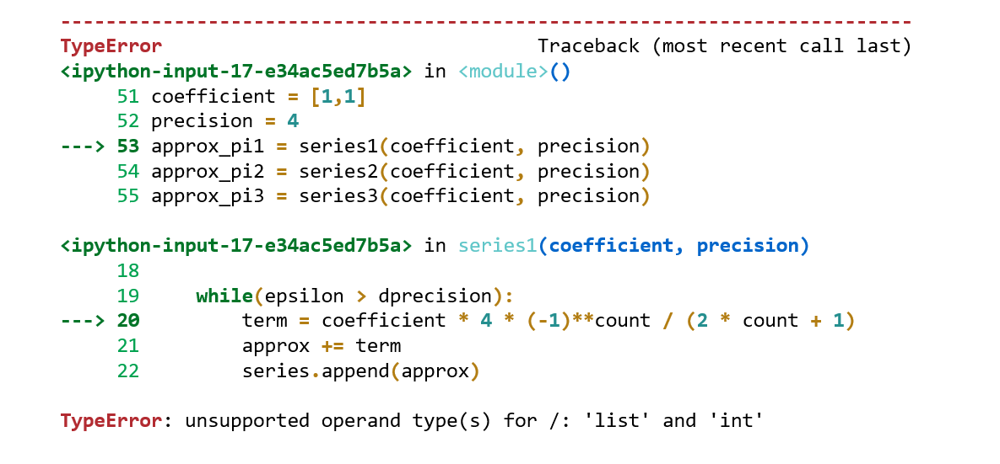 ---------------------------------------------------------------------------
TypeError                                 Traceback (most recent call last)
<ipython-input-17-e34ac5ed7b5a> in <module>()
     51 coefficient = [1,1]
     52 precision = 4
---> 53 approx_pi1 = series1(coefficient, precision)
     54 approx_pi2 = series2(coefficient, precision)
     55 approx_pi3 = series3(coefficient, precision)

<ipython-input-17-e34ac5ed7b5a> in series1(coefficient, precision)
     18
     19     while(epsilon > dprecision):
---> 20         term = coefficient * 4 * (-1)**count / (2 * count + 1)
     21         approx += term
     22         series.append(approx)

TypeError: unsupported operand type(s) for /: 'list' and 'int'